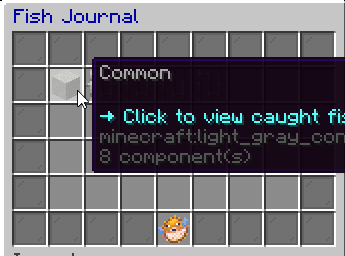 Fish Journal
Common
➜ Click to view caught fis
minecraft:light_gray_con
8 component(s)